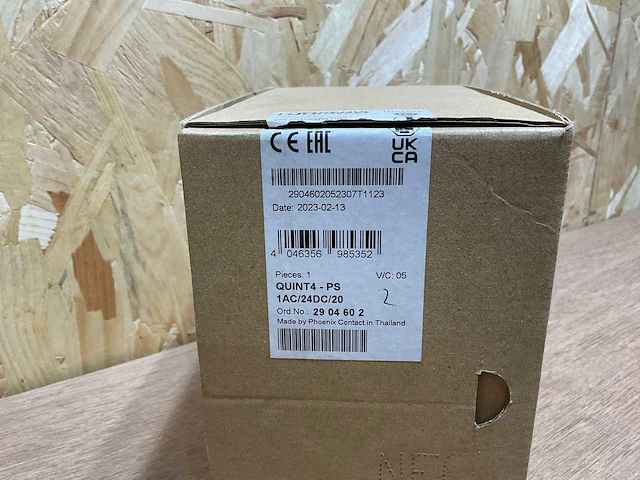 CE EAC
UK
CA
2904602052307T1123
Date: 2023-02-13
4 046356 985352
Pieces: 1 V/C: 05
QUINT4 - PS
1AC/24DC/20
2
Ord.No.: 29 04 60 2
Made by Phoenix Contact in Thailand